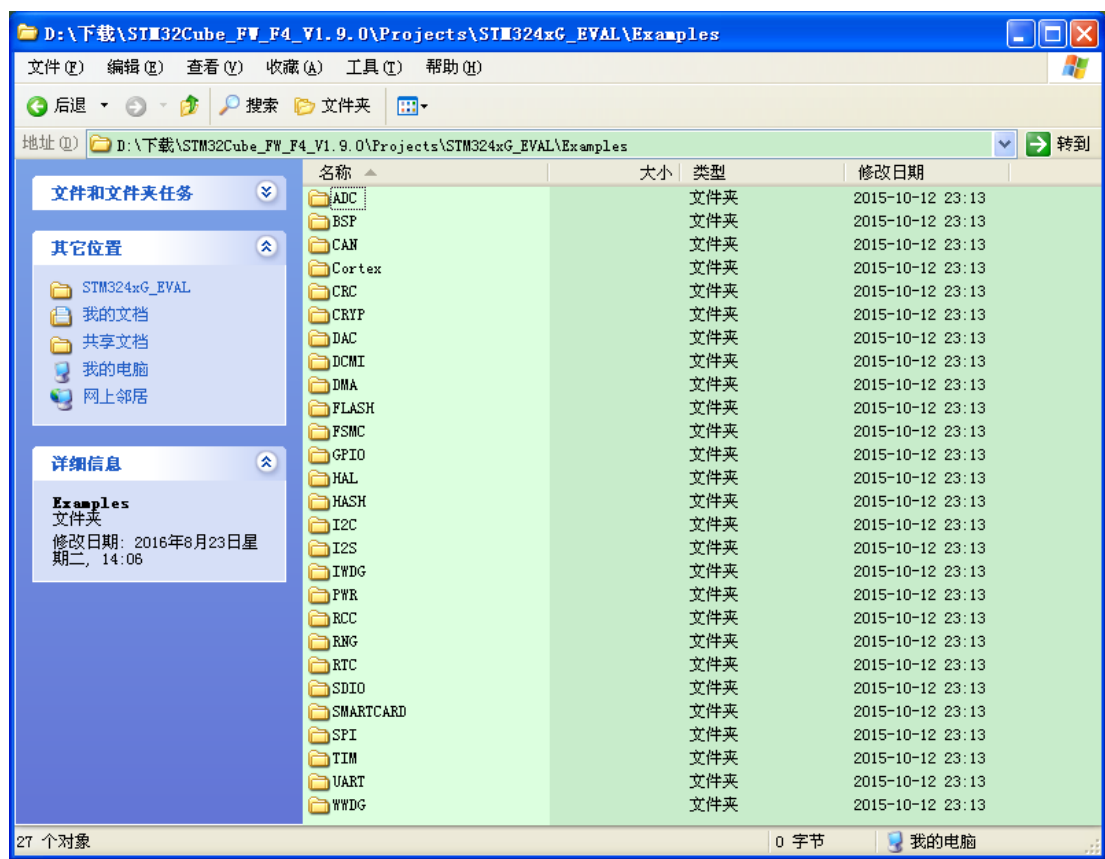 D:\下载\STM32Cube_FW_F4_V1.9.0\Projects\STM324xG_EVAL\Examples
文件(F) 编辑(E) 查看(V) 收藏(A) 工具(T) 帮助(H)
后退 搜索 文件夹
地址(D) D:\下载\STM32Cube_FW_F4_V1.9.0\Projects\STM324xG_EVAL\Examples 转到
文件和文件夹任务
其它位置
STM324xG_EVAL
我的文档
共享文档
我的电脑
网上邻居
详细信息
Examples
文件夹
修改日期: 2016年8月23日星
期二, 14:06
名称 大小 类型 修改日期
ADC 文件夹 2015-10-12 23:13
BSP 文件夹 2015-10-12 23:13
CAN 文件夹 2015-10-12 23:13
Cortex 文件夹 2015-10-12 23:13
CRC 文件夹 2015-10-12 23:13
CRYP 文件夹 2015-10-12 23:13
DAC 文件夹 2015-10-12 23:13
DCMI 文件夹 2015-10-12 23:13
DMA 文件夹 2015-10-12 23:13
FLASH 文件夹 2015-10-12 23:13
FSMC 文件夹 2015-10-12 23:13
GPIO 文件夹 2015-10-12 23:13
HAL 文件夹 2015-10-12 23:13
HASH 文件夹 2015-10-12 23:13
I2C 文件夹 2015-10-12 23:13
I2S 文件夹 2015-10-12 23:13
IWDG 文件夹 2015-10-12 23:13
PWR 文件夹 2015-10-12 23:13
RCC 文件夹 2015-10-12 23:13
RNG 文件夹 2015-10-12 23:13
RTC 文件夹 2015-10-12 23:13
SDIO 文件夹 2015-10-12 23:13
SMARTCARD 文件夹 2015-10-12 23:13
SPI 文件夹 2015-10-12 23:13
TIM 文件夹 2015-10-12 23:13
UART 文件夹 2015-10-12 23:13
WWDG 文件夹 2015-10-12 23:13
27 个对象 0 字节 我的电脑